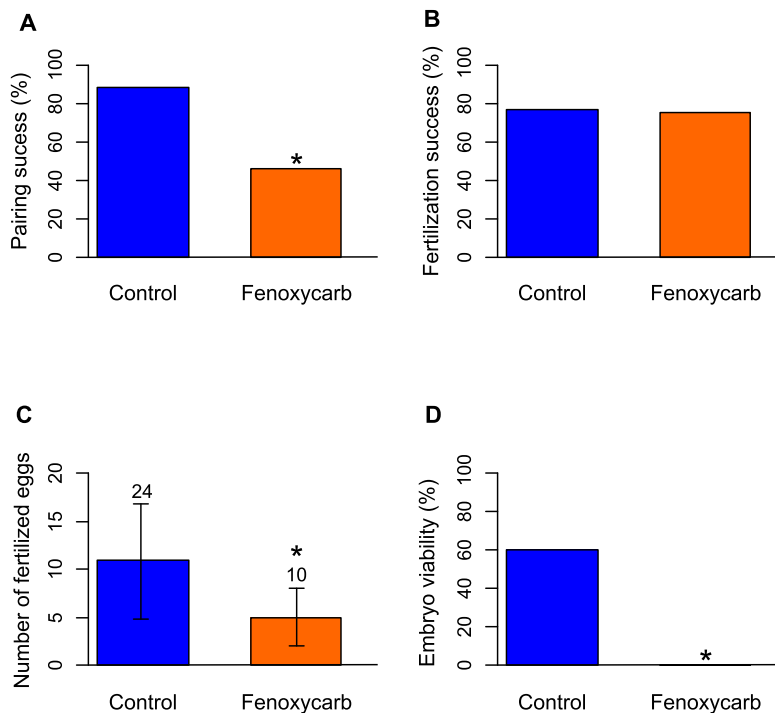 A
Pairing sucess (%)
0 20 40 60 80 100
*
Control Fenoxycarb
B
Fertilization success (%)
0 20 40 60 80 100
Control Fenoxycarb
C
Number of fertilized eggs
0 5 10 15 20
24
*
10
Control Fenoxycarb
D
Embryo viability (%)
0 20 40 60 80 100
*
Control Fenoxycarb